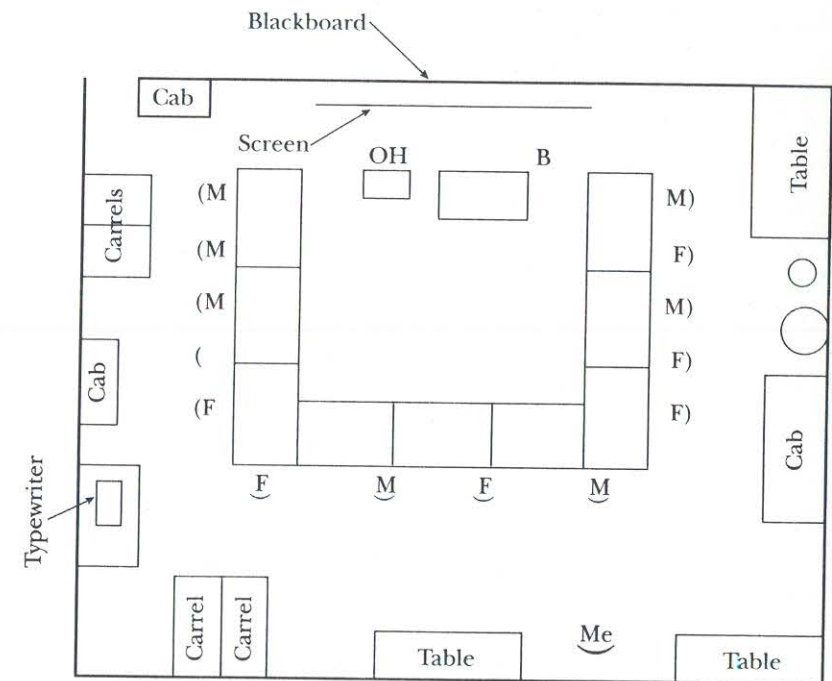 Blackboard
Cab
Screen
OH
B
Table
Carrels
(M
(M
(M
(
(F
M)
F)
M)
F)
F)
Cab
Cab
Typewriter
F
M
F
M
Carrel
Carrel
Table
Me
Table